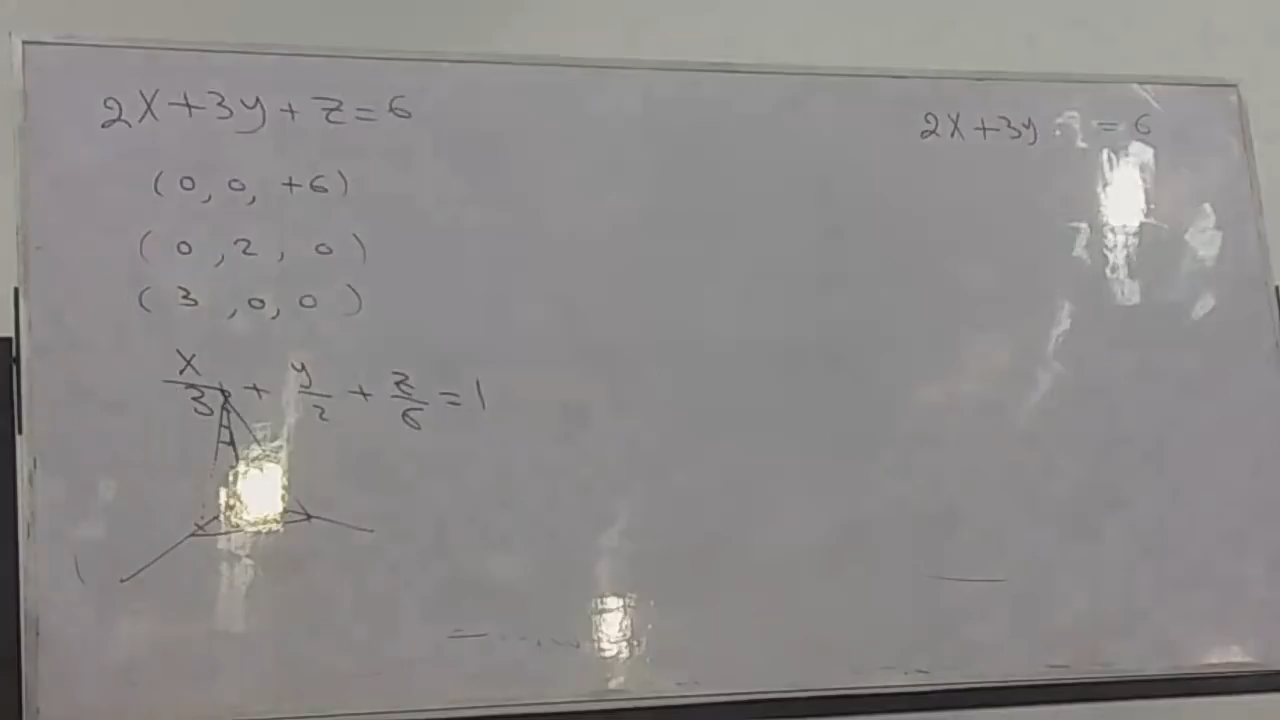 2X+3y+z=6
(0,0,+6)
(0,2,0)
(3,0,0)
X/3 + y/2 + z/6 = 1
2X+3y = 6